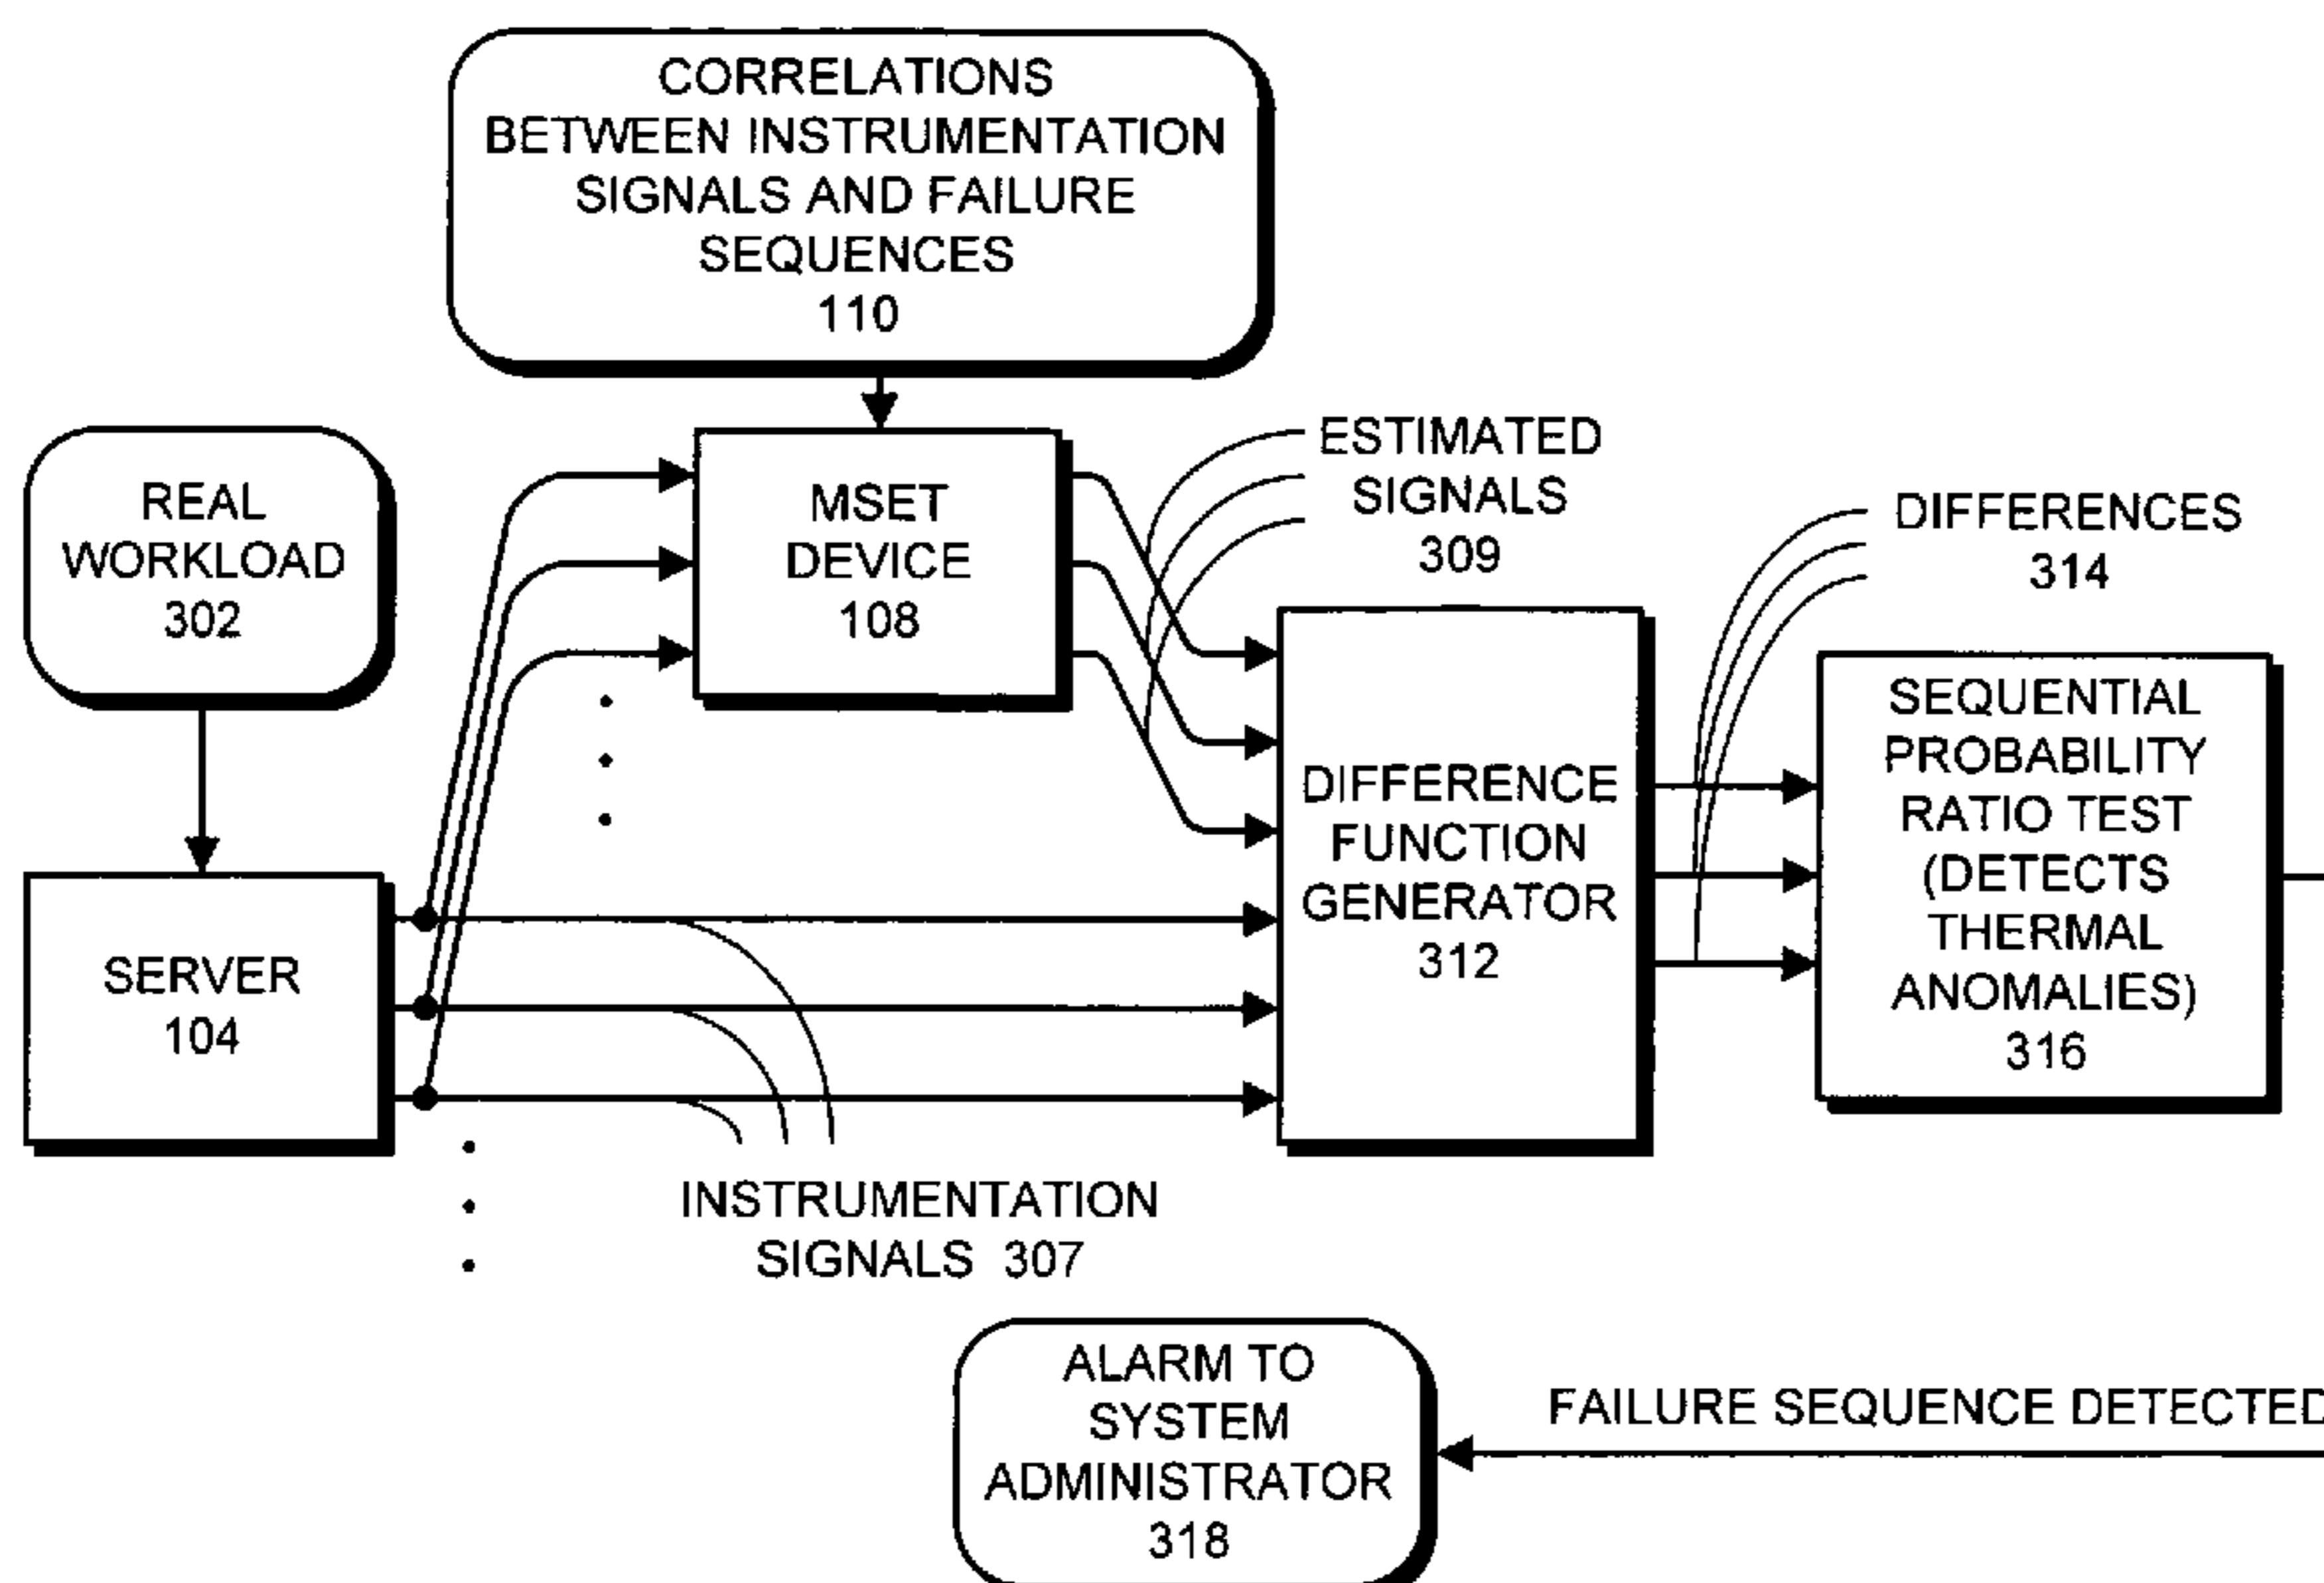 CORRELATIONS
BETWEEN INSTRUMENTATION
SIGNALS AND FAILURE
SEQUENCES
110
REAL
WORKLOAD
302
MSET
DEVICE
108
ESTIMATED
SIGNALS
309
DIFFERENCES
314
SERVER
104
DIFFERENCE
FUNCTION
GENERATOR
312
SEQUENTIAL
PROBABILITY
RATIO TEST
(DETECTS
THERMAL
ANOMALIES)
316
INSTRUMENTATION
SIGNALS 307
ALARM TO
SYSTEM
ADMINISTRATOR
318
FAILURE SEQUENCE DETECTED